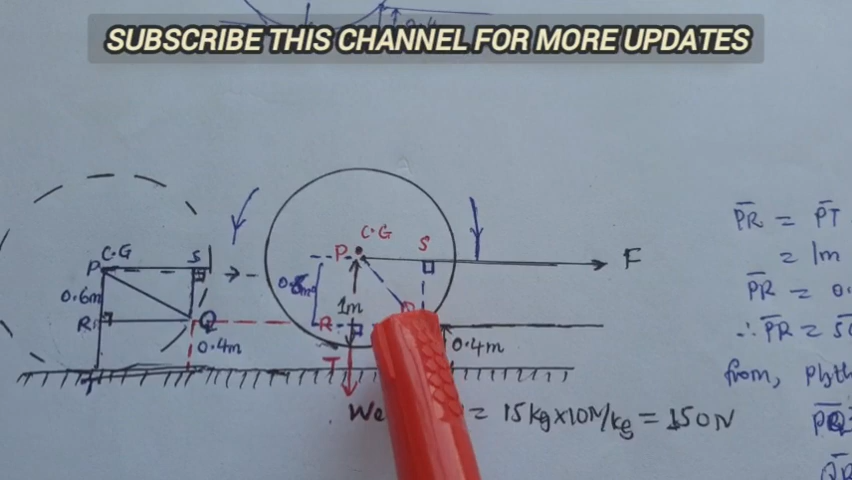 SUBSCRIBE THIS CHANNEL FOR MORE UPDATES
C.G
P
S
0.6m
R
Q
0.4m
T
C.G
P
S
F
1m
R
0.4m
T
= 15kg×10N/kg = 150N
PR = PT
= 1m
PR = 0.
∴ PR = S
from, Pyth
PQ
QR